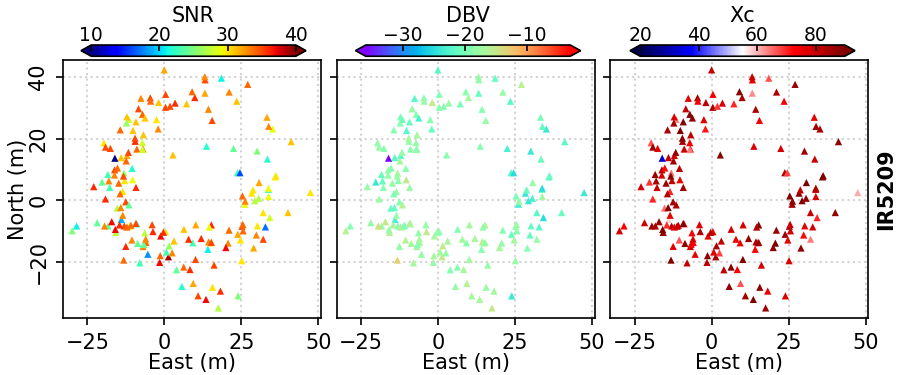 SNR DBV Xc
10 20 30 40 −30 −20 −10 20 40 60 80
40
20
0
−20
North (m)
−25 0 25 50 −25 0 25 50 −25 0 25 50
East (m) East (m) East (m)
IR5209